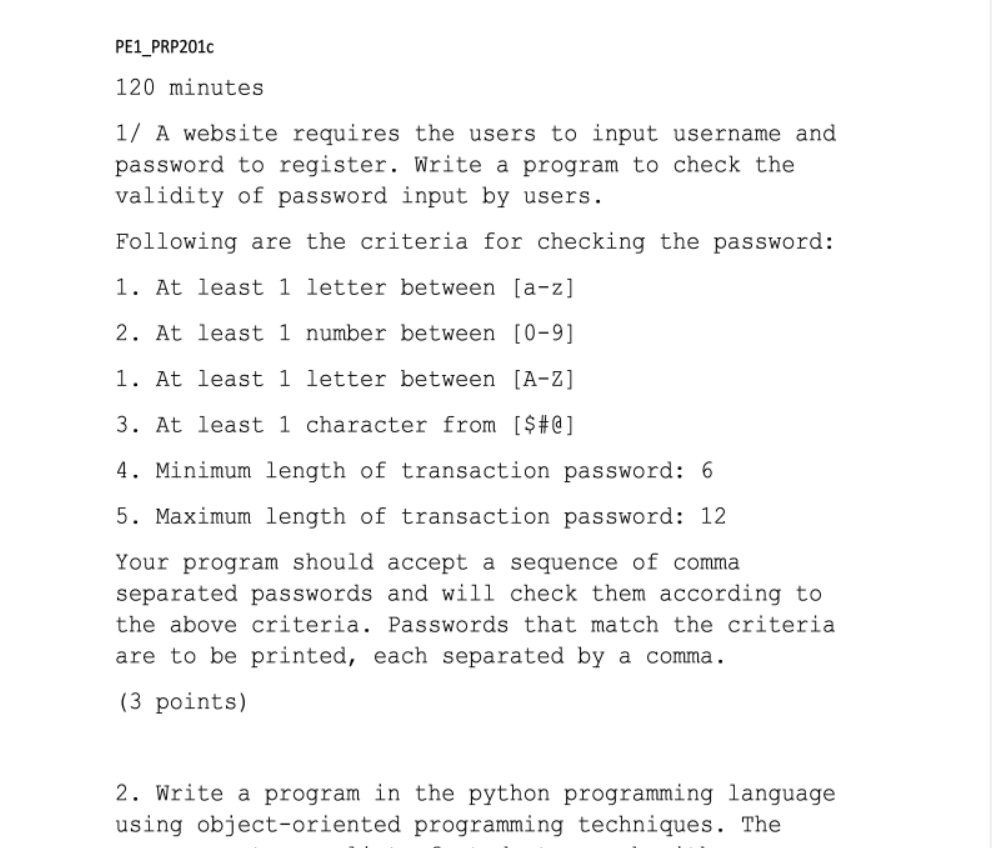 PE1_PRP201c
120 minutes
1/ A website requires the users to input username and
password to register. Write a program to check the
validity of password input by users.
Following are the criteria for checking the password:
1. At least 1 letter between [a-z]
2. At least 1 number between [0-9]
1. At least 1 letter between [A-Z]
3. At least 1 character from [$#@]
4. Minimum length of transaction password: 6
5. Maximum length of transaction password: 12
Your program should accept a sequence of comma
separated passwords and will check them according to
the above criteria. Passwords that match the criteria
are to be printed, each separated by a comma.
(3 points)
2. Write a program in the python programming language
using object-oriented programming techniques. The